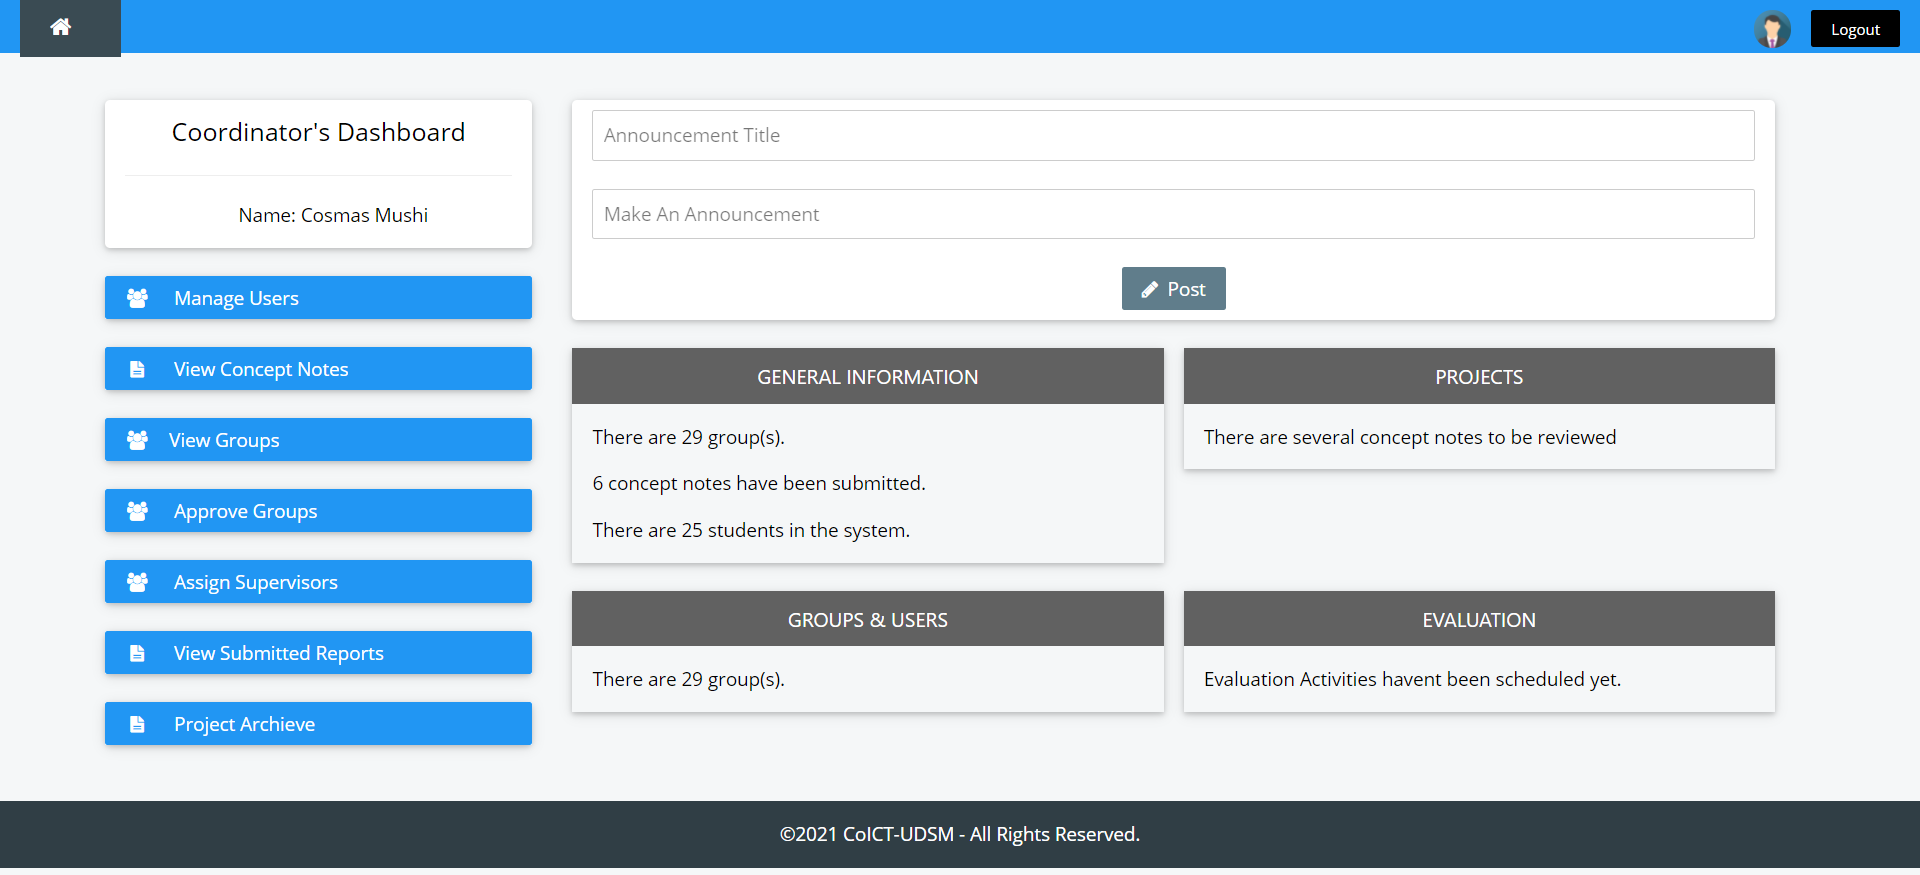 Logout
Coordinator's Dashboard
Name: Cosmas Mushi
Manage Users
View Concept Notes
View Groups
Approve Groups
Assign Supervisors
View Submitted Reports
Project Archieve
Announcement Title
Make An Announcement
Post
GENERAL INFORMATION
There are 29 group(s).
6 concept notes have been submitted.
There are 25 students in the system.
PROJECTS
There are several concept notes to be reviewed
GROUPS & USERS
There are 29 group(s).
EVALUATION
Evaluation Activities havent been scheduled yet.
©2021 CoICT-UDSM - All Rights Reserved.